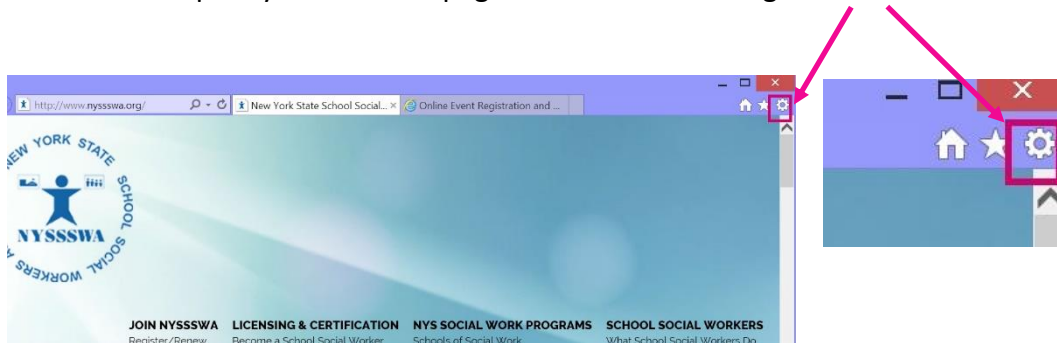 http://www.nyssswa.org/ New York State School Social... × Online Event Registration and ...
NEW YORK STATE SCHOOL SOCIAL WORKERS
NYSSSWA
JOIN NYSSSWA LICENSING & CERTIFICATION NYS SOCIAL WORK PROGRAMS SCHOOL SOCIAL WORKERS
Register/Renew Become a School Social Worker Schools of Social Work What School Social Workers Do